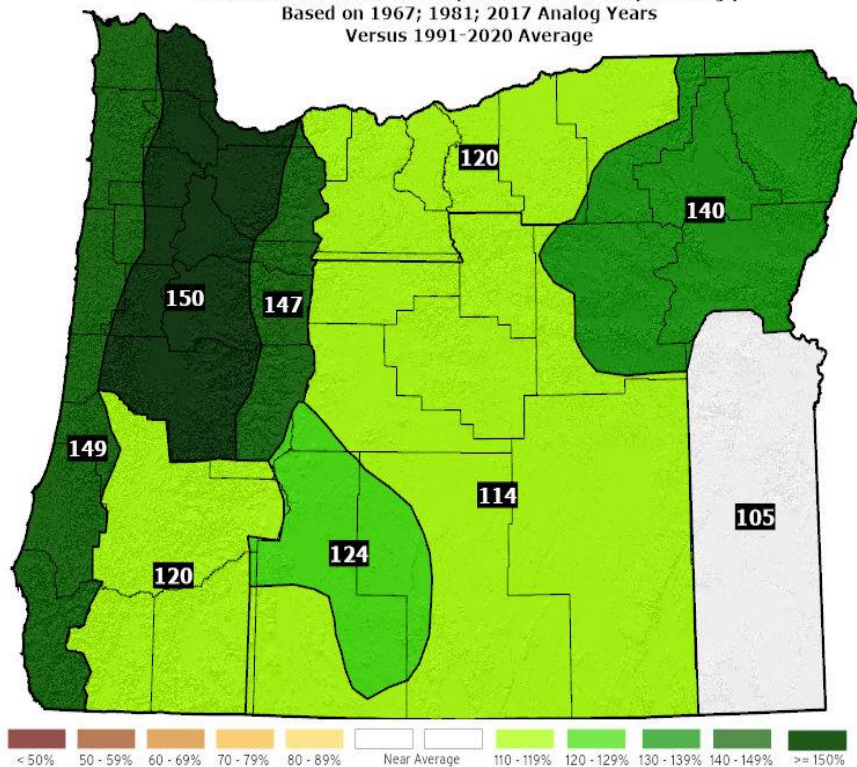 Based on 1967; 1981; 2017 Analog Years
Versus 1991-2020 Average
120
140
150
147
149
114
105
124
120
< 50%
50 - 59%
60 - 69%
70 - 79%
80 - 89%
Near Average
110 - 119%
120 - 129%
130 - 139%
140 - 149%
>= 150%